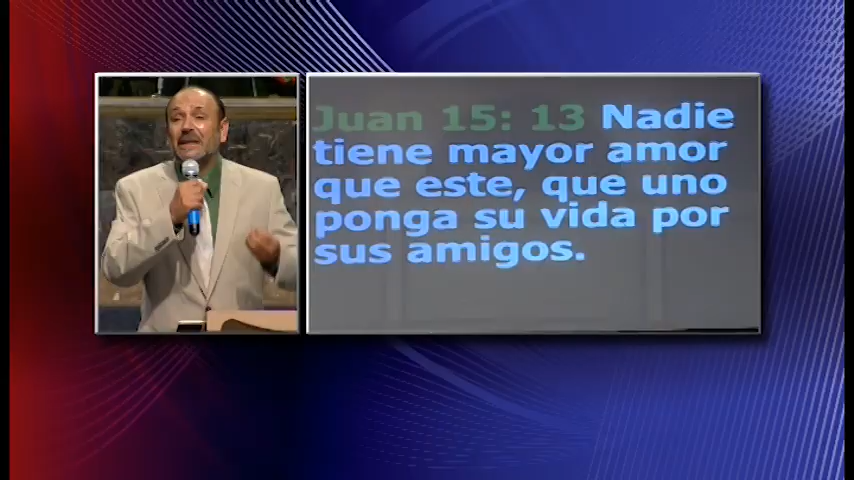 Juan 15: 13 Nadie
tiene mayor amor
que este, que uno
ponga su vida por
sus amigos.